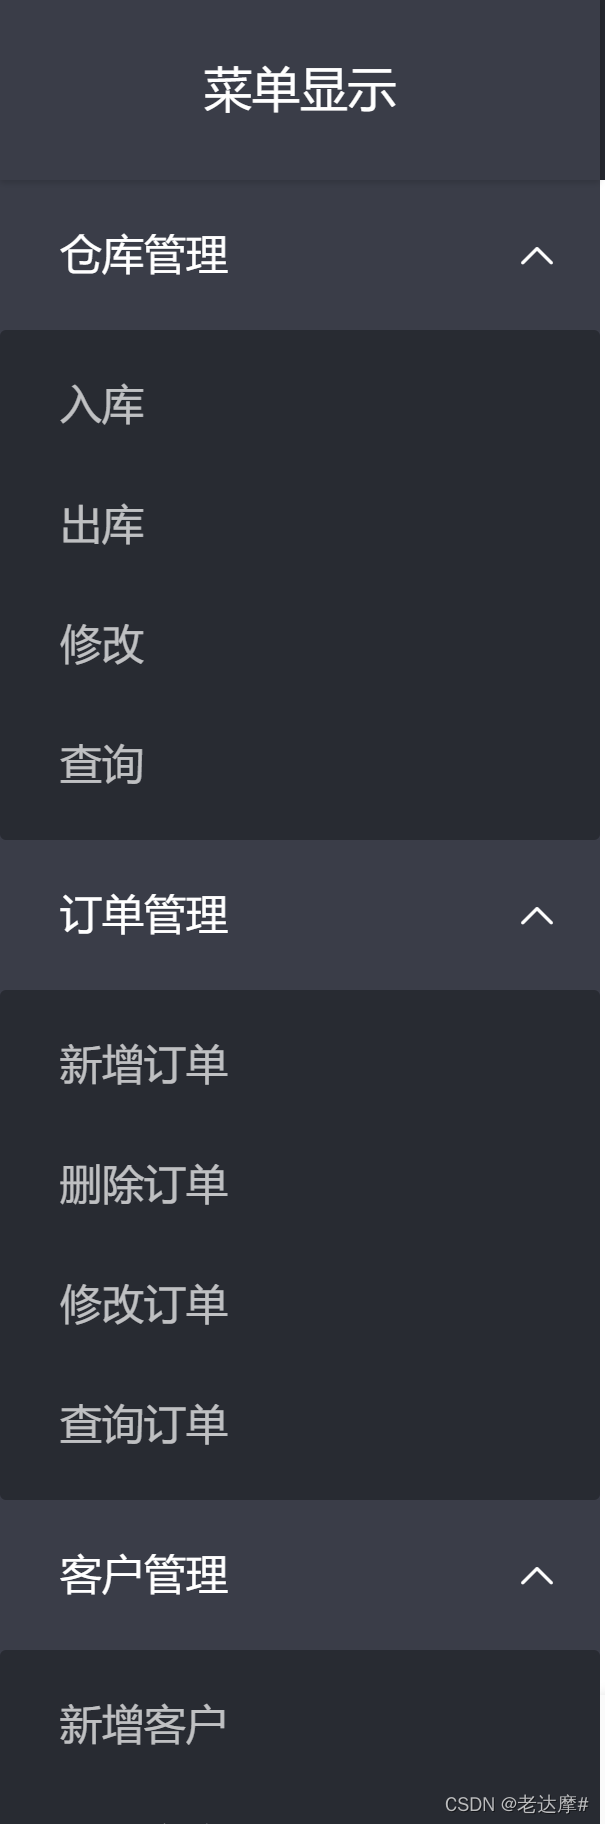 菜单显示
仓库管理
入库
出库
修改
查询
订单管理
新增订单
删除订单
修改订单
查询订单
客户管理
新增客户
CSDN @老达摩#